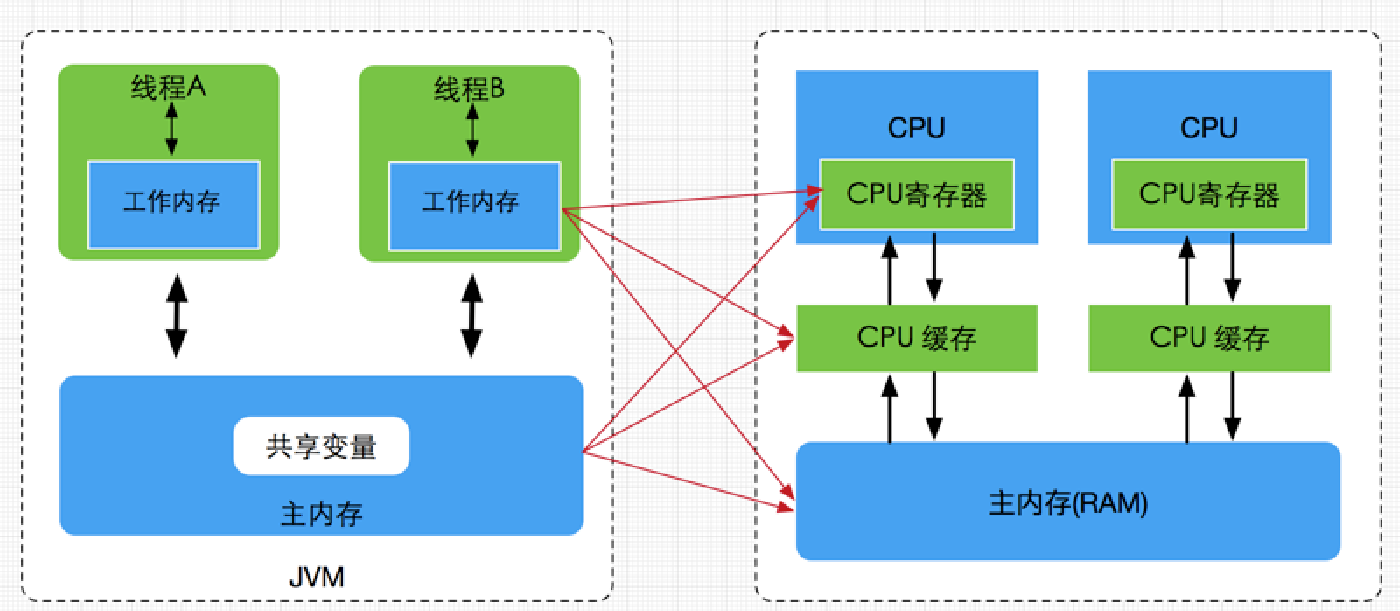 线程A
线程B
工作内存
工作内存
共享变量
主内存
JVM
CPU
CPU
CPU寄存器
CPU寄存器
CPU 缓存
CPU 缓存
主内存(RAM)